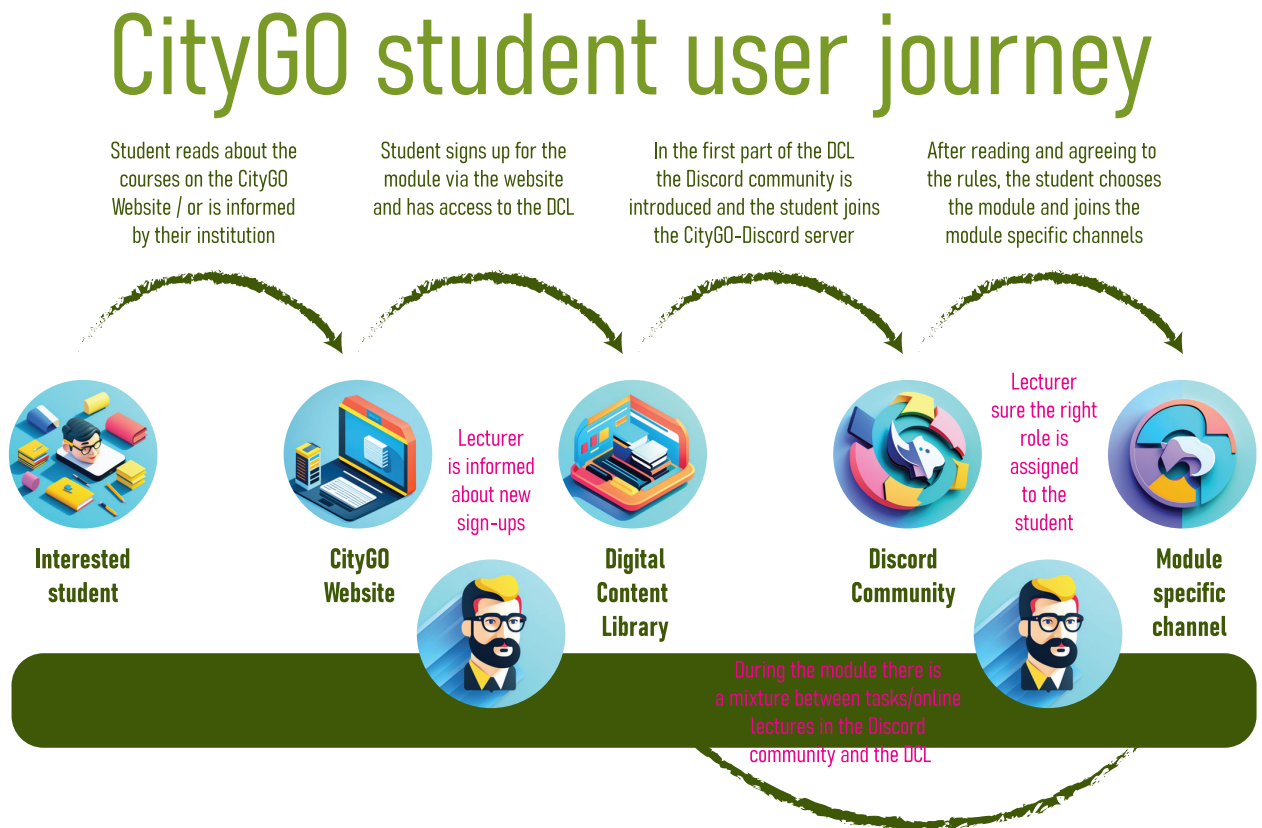 CityGO student user journey
Student reads about the
courses on the CityGO
Website / or is informed
by their institution
Student signs up for the
module via the website
and has access to the DCL
In the first part of the DCL
the Discord community is
introduced and the student joins
the CityGO-Discord server
After reading and agreeing to
the rules, the student chooses
the module and joins the
module specific channels
Lecturer
is informed
about new
sign-ups
Lecturer
sure the right
role is
assigned
to the
student
Interested
student
CityGO
Website
Digital
Content
Library
Discord
Community
Module
specific
channel
During the module there is
a mixture between tasks/online
lectures in the Discord
community and the DCL